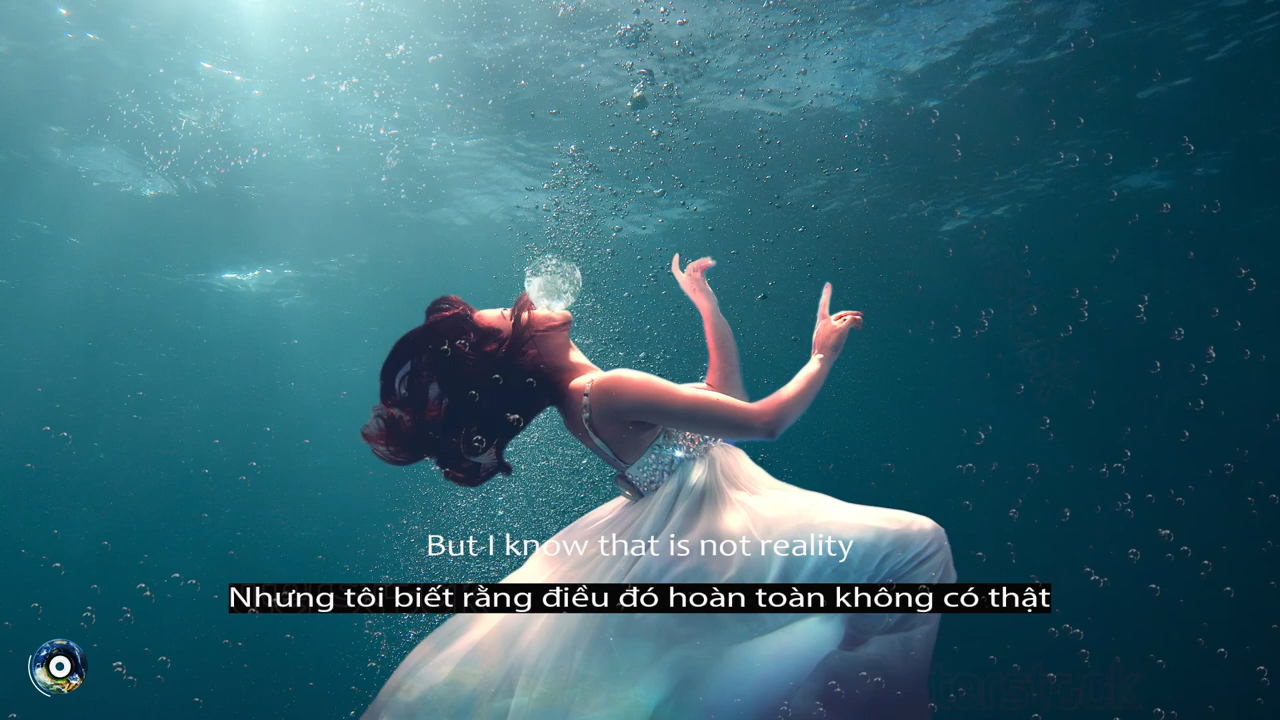 But I know that is not reality
Nhưng tôi biết rằng điều đó hoàn toàn không có thật